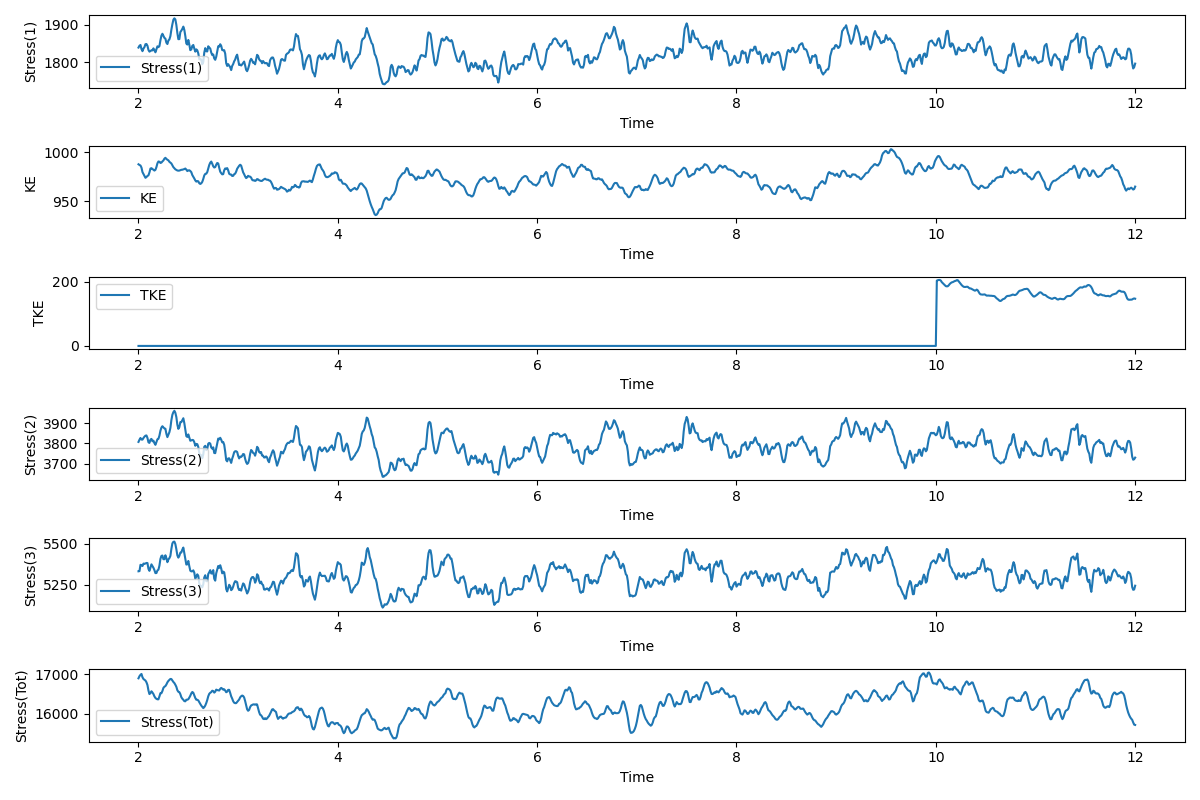 Stress(1)
1900
1800
Stress(1)
2 4 6 8 10 12
Time
KE
1000
950
KE
2 4 6 8 10 12
Time
TKE
200
0
TKE
2 4 6 8 10 12
Time
Stress(2)
3900
3800
3700
Stress(2)
2 4 6 8 10 12
Time
Stress(3)
5500
5250
Stress(3)
2 4 6 8 10 12
Time
Stress(Tot)
17000
16000
Stress(Tot)
2 4 6 8 10 12
Time